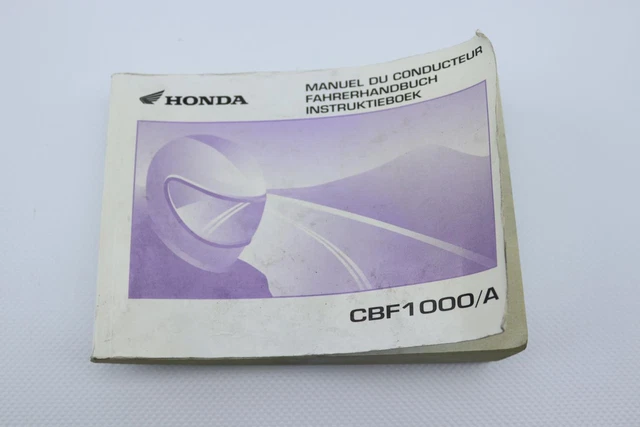 HONDA
MANUEL DU CONDUCTEUR
FAHRERHANDBUCH
INSTRUKTIEBOEK
CBF1000/A